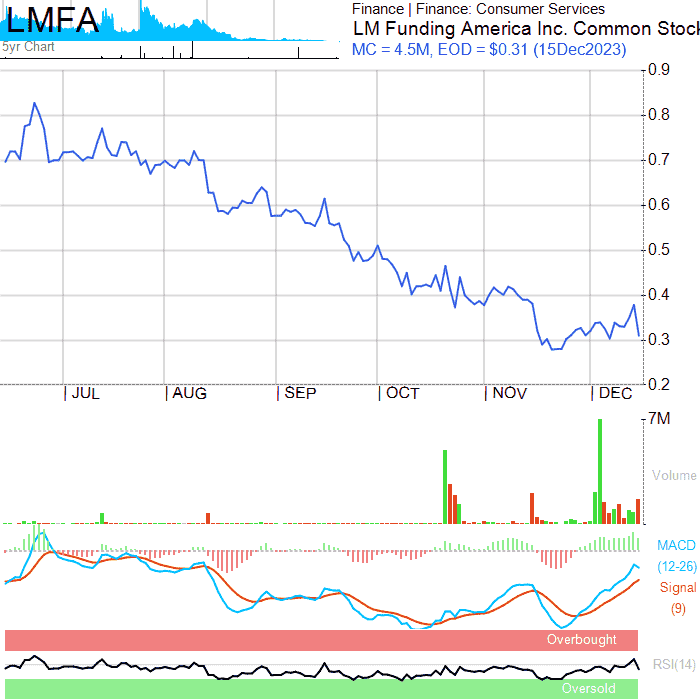 LMFA
5yr Chart
Finance | Finance: Consumer Services
LM Funding America Inc. Common Stock
MC = 4.5M, EOD = $0.31 (15Dec2023)
0.9
0.8
0.7
0.6
0.5
0.4
0.3
0.2
JUL
AUG
SEP
OCT
NOV
DEC
7M
Volume
MACD
(12-26)
Signal
(9)
Overbought
RSI(14)
Oversold